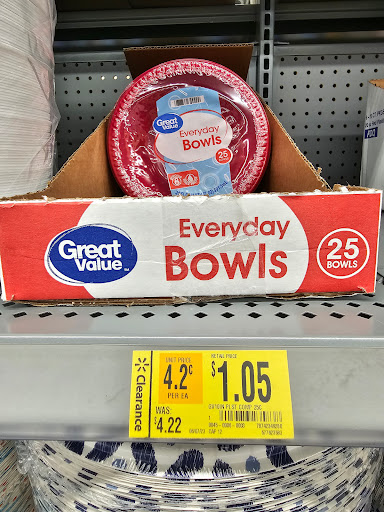 Great
Value
Everyday
Bowls
25
Great
Value
Everyday
Bowls
25
BOWLS
Clearance
UNIT PRICE
4.2¢
PER EA
WAS:
$4.22
RETAIL PRICE
$1.05